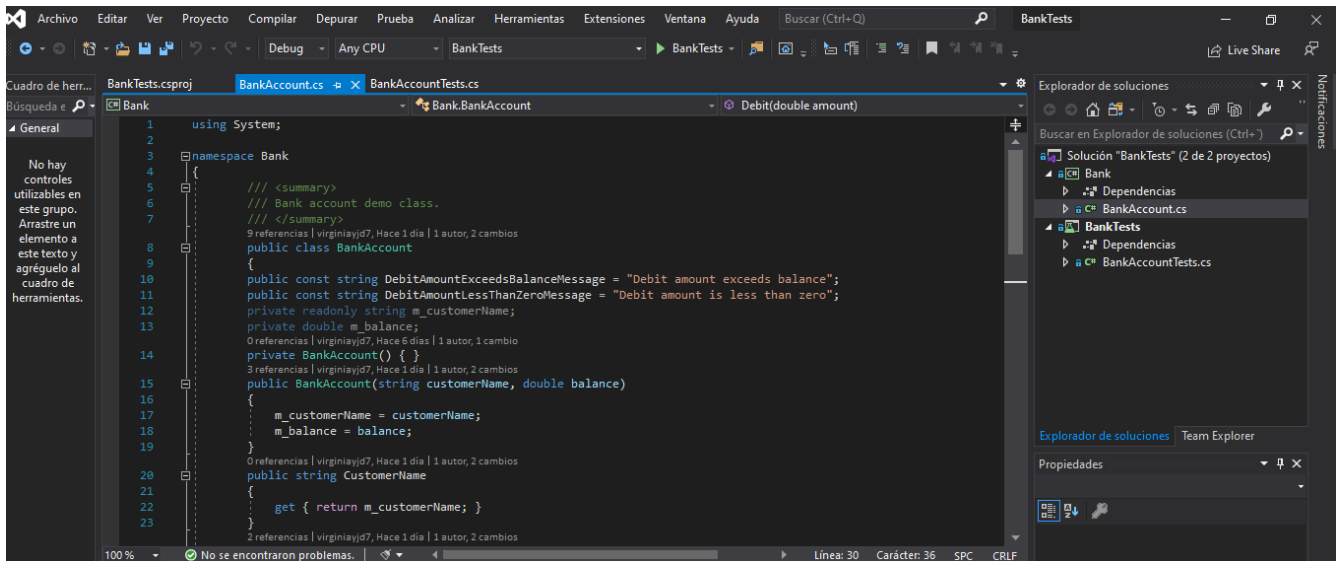 Archivo Editar Ver Proyecto Compilar Depurar Prueba Analizar Herramientas Extensiones Ventana Ayuda Buscar (Ctrl+Q) BankTests
Debug Any CPU BankTests BankTests Live Share
Cuadro de herr...
Búsqueda e
General
No hay
controles
utilizables en
este grupo.
Arrastre un
elemento a
este texto y
agréguelo al
cuadro de
herramientas.
BankTests.csproj BankAccount.cs BankAccountTests.cs
Bank Bank.BankAccount Debit(double amount)
1 using System;
2
3 namespace Bank
4 {
5 /// <summary>
6 /// Bank account demo class.
7 /// </summary>
9 referencias | virginiayjd7, Hace 1 día | 1 autor, 2 cambios
8 public class BankAccount
9 {
10 public const string DebitAmountExceedsBalanceMessage = "Debit amount exceeds balance";
11 public const string DebitAmountLessThanZeroMessage = "Debit amount is less than zero";
12 private readonly string m_customerName;
13 private double m_balance;
0 referencias | virginiayjd7, Hace 6 días | 1 autor, 1 cambio
14 private BankAccount() { }
3 referencias | virginiayjd7, Hace 1 día | 1 autor, 2 cambios
15 public BankAccount(string customerName, double balance)
16 {
17 m_customerName = customerName;
18 m_balance = balance;
19 }
0 referencias | virginiayjd7, Hace 1 día | 1 autor, 2 cambios
20 public string CustomerName
21 {
22 get { return m_customerName; }
23 }
2 referencias | virginiayjd7, Hace 1 día | 1 autor, 2 cambios
100 % No se encontraron problemas. Línea: 30 Carácter: 36 SPC CRLF
Explorador de soluciones
Buscar en Explorador de soluciones (Ctrl+`)
Solución "BankTests" (2 de 2 proyectos)
C# Bank
Dependencias
C# BankAccount.cs
BankTests
Dependencias
C# BankAccountTests.cs
Explorador de soluciones Team Explorer
Propiedades
Notificaciones